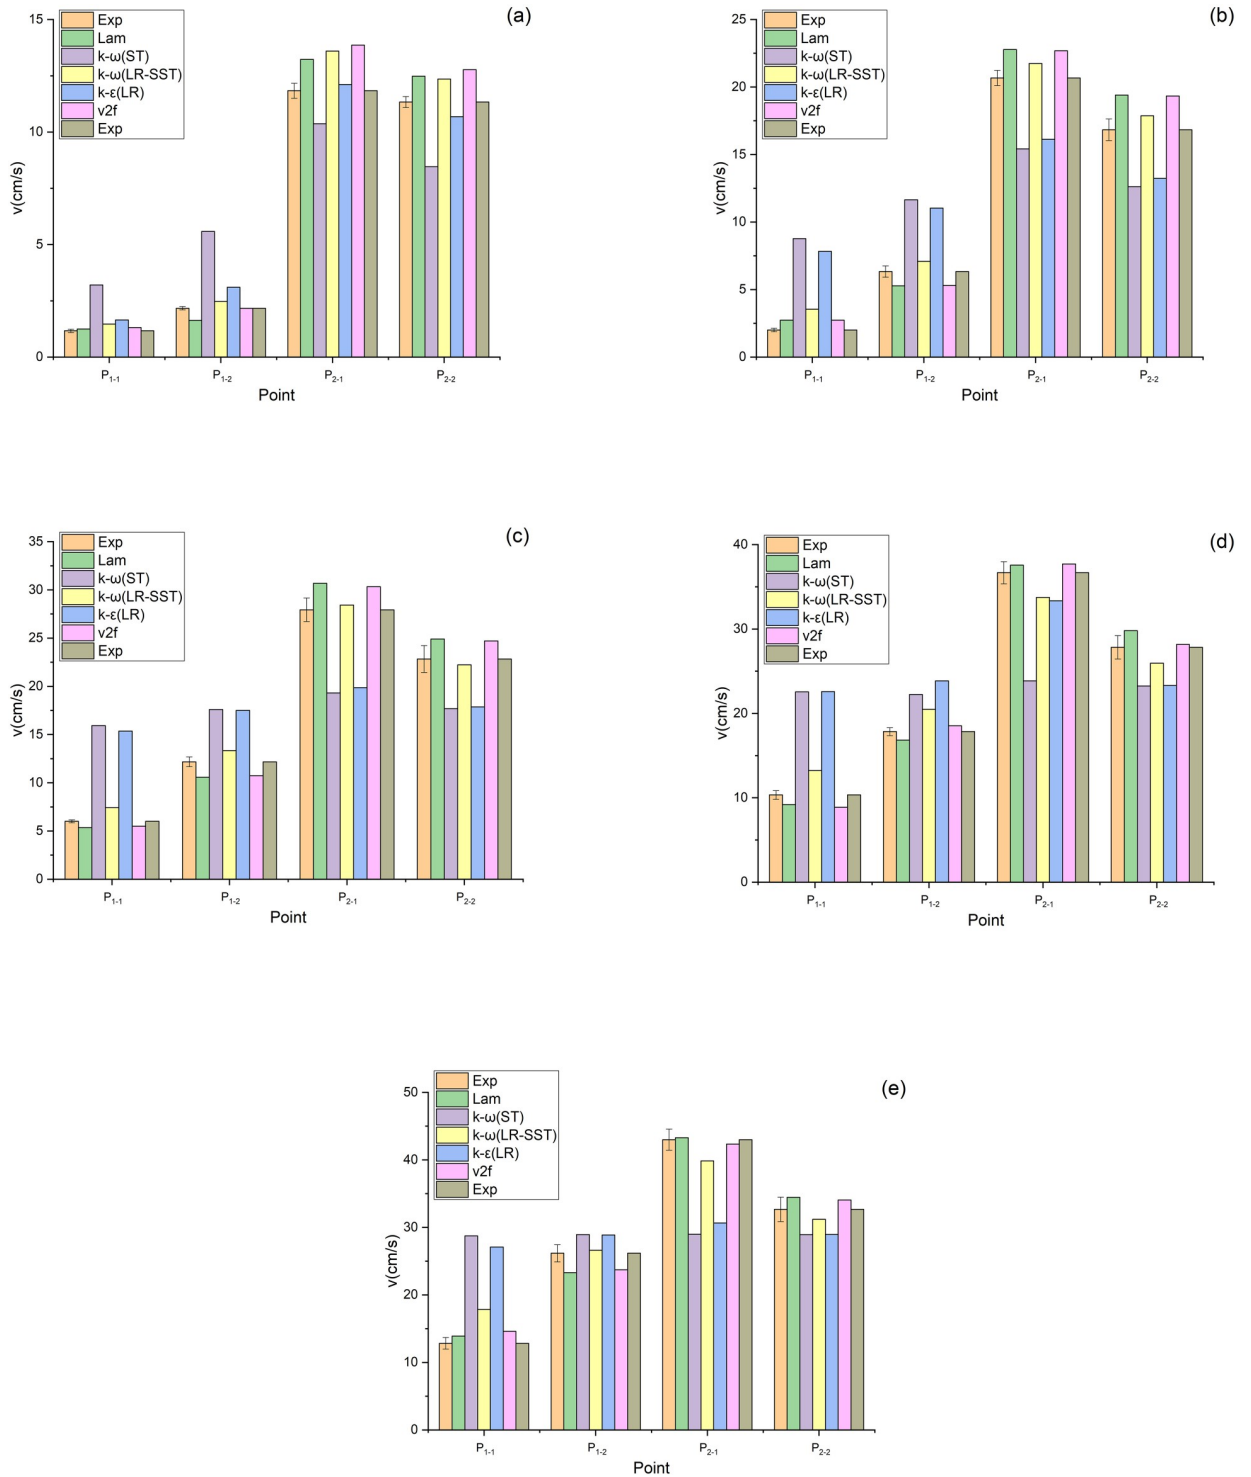 (a)
Exp
Lam
k-ω(ST)
k-ω(LR-SST)
k-ε(LR)
v2f
Exp
15
10
5
0
v(cm/s)
P1-1 P1-2 P2-1 P2-2
Point
(b)
Exp
Lam
k-ω(ST)
k-ω(LR-SST)
k-ε(LR)
v2f
Exp
25
20
15
10
5
0
v(cm/s)
P1-1 P1-2 P2-1 P2-2
Point
(c)
Exp
Lam
k-ω(ST)
k-ω(LR-SST)
k-ε(LR)
v2f
Exp
35
30
25
20
15
10
5
0
v(cm/s)
P1-1 P1-2 P2-1 P2-2
Point
(d)
Exp
Lam
k-ω(ST)
k-ω(LR-SST)
k-ε(LR)
v2f
Exp
40
30
20
10
0
v(cm/s)
P1-1 P1-2 P2-1 P2-2
Point
(e)
Exp
Lam
k-ω(ST)
k-ω(LR-SST)
k-ε(LR)
v2f
Exp
50
40
30
20
10
0
v(cm/s)
P1-1 P1-2 P2-1 P2-2
Point